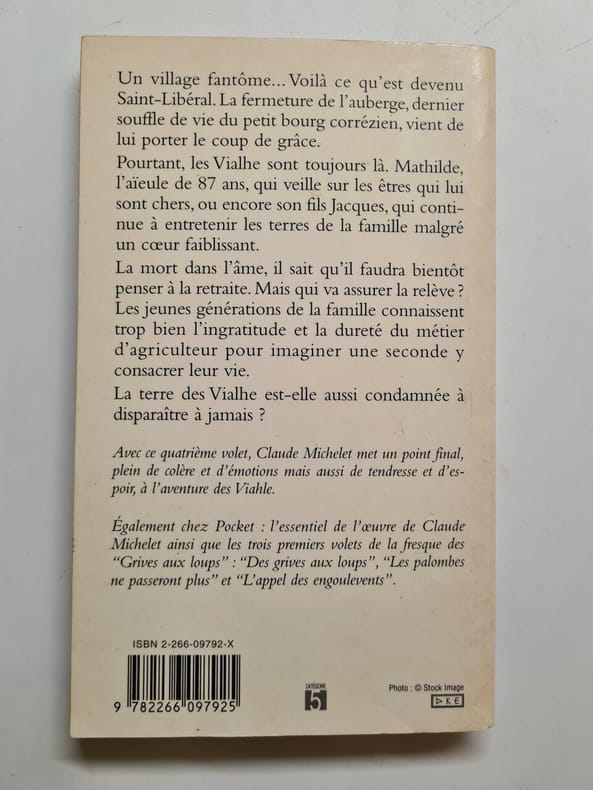 Un village fantôme... Voilà ce qu'est devenu
Saint-Libéral. La fermeture de l'auberge, dernier
souffle de vie du petit bourg corrézien, vient de
lui porter le coup de grâce.
Pourtant, les Vialhe sont toujours là. Mathilde,
l'aïeule de 87 ans, qui veille sur les êtres qui lui
sont chers, ou encore son fils Jacques, qui conti-
nue à entretenir les terres de la famille malgré
un cœur faiblissant.
La mort dans l'âme, il sait qu'il faudra bientôt
penser à la retraite. Mais qui va assurer la relève ?
Les jeunes générations de la famille connaissent
trop bien l'ingratitude et la dureté du métier
d'agriculteur pour imaginer une seconde y
consacrer leur vie.
La terre des Vialhe est-elle aussi condamnée à
disparaître à jamais ?
Avec ce quatrième volet, Claude Michelet met un point final,
plein de colère et d'émotions mais aussi de tendresse et d'es-
poir, à l'aventure des Viahle.
Également chez Pocket : l'essentiel de l'œuvre de Claude
Michelet ainsi que les trois premiers volets de la fresque des
“Grives aux loups” : “Des grives aux loups”, “Les palombes
ne passeront plus” et “L'appel des engoulevents”.
ISBN 2-266-09792-X
9 782266 097925
CATÉGORIE
5
Photo : © Stock Image
DKE